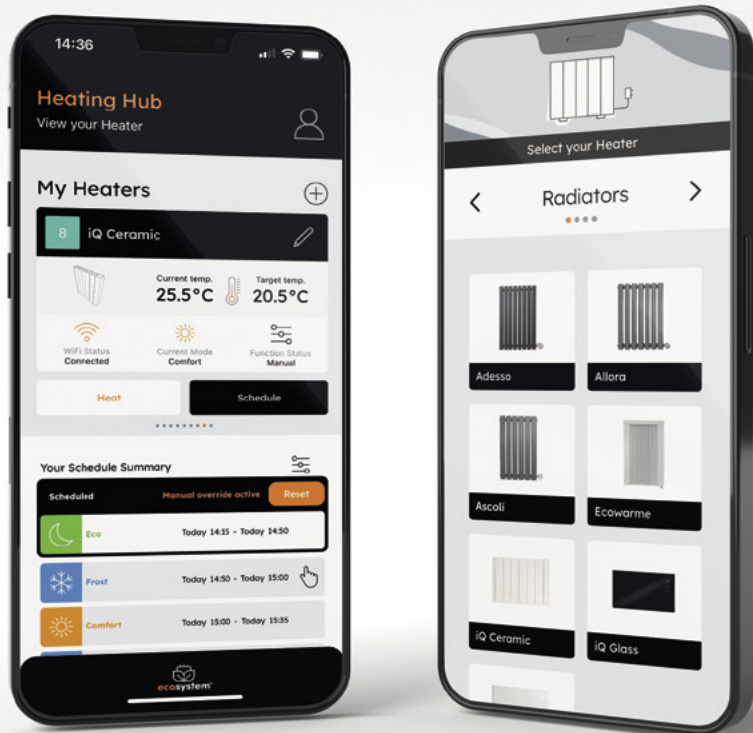 14:36
Heating Hub
View your Heater
My Heaters
8 iQ Ceramic
Current temp.
25.5°C
Target temp.
20.5°C
WiFi Status
Connected
Current Mode
Comfort
Function Status
Manual
Heat
Schedule
Your Schedule Summary
Scheduled Manual override active Reset
Eco Today 14:15 - Today 14:50
Frost Today 14:50 - Today 15:00
Comfort Today 15:00 - Today 15:35
ecosystem™
Select your Heater
Radiators
Adesso
Allora
Ascoli
Ecowarme
iQ Ceramic
iQ Glass